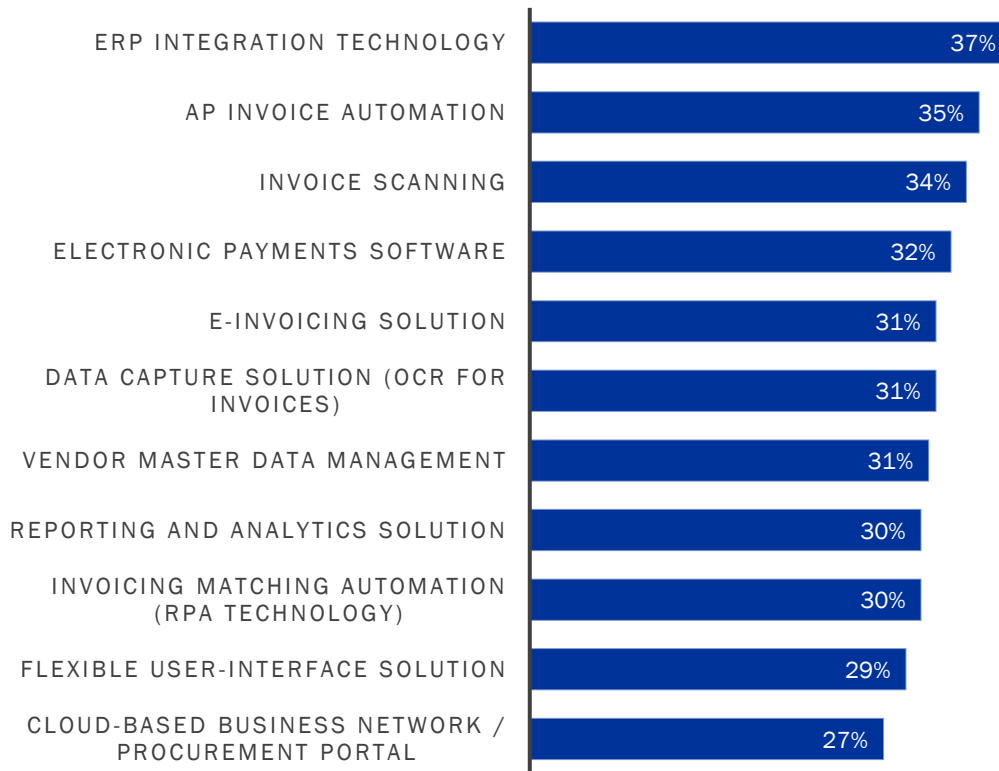 ERP INTEGRATION TECHNOLOGY
37%
AP INVOICE AUTOMATION
35%
INVOICE SCANNING
34%
ELECTRONIC PAYMENTS SOFTWARE
32%
E-INVOICING SOLUTION
31%
DATA CAPTURE SOLUTION (OCR FOR
INVOICES)
31%
VENDOR MASTER DATA MANAGEMENT
31%
REPORTING AND ANALYTICS SOLUTION
30%
INVOICING MATCHING AUTOMATION
(RPA TECHNOLOGY)
30%
FLEXIBLE USER-INTERFACE SOLUTION
29%
CLOUD-BASED BUSINESS NETWORK /
PROCUREMENT PORTAL
27%